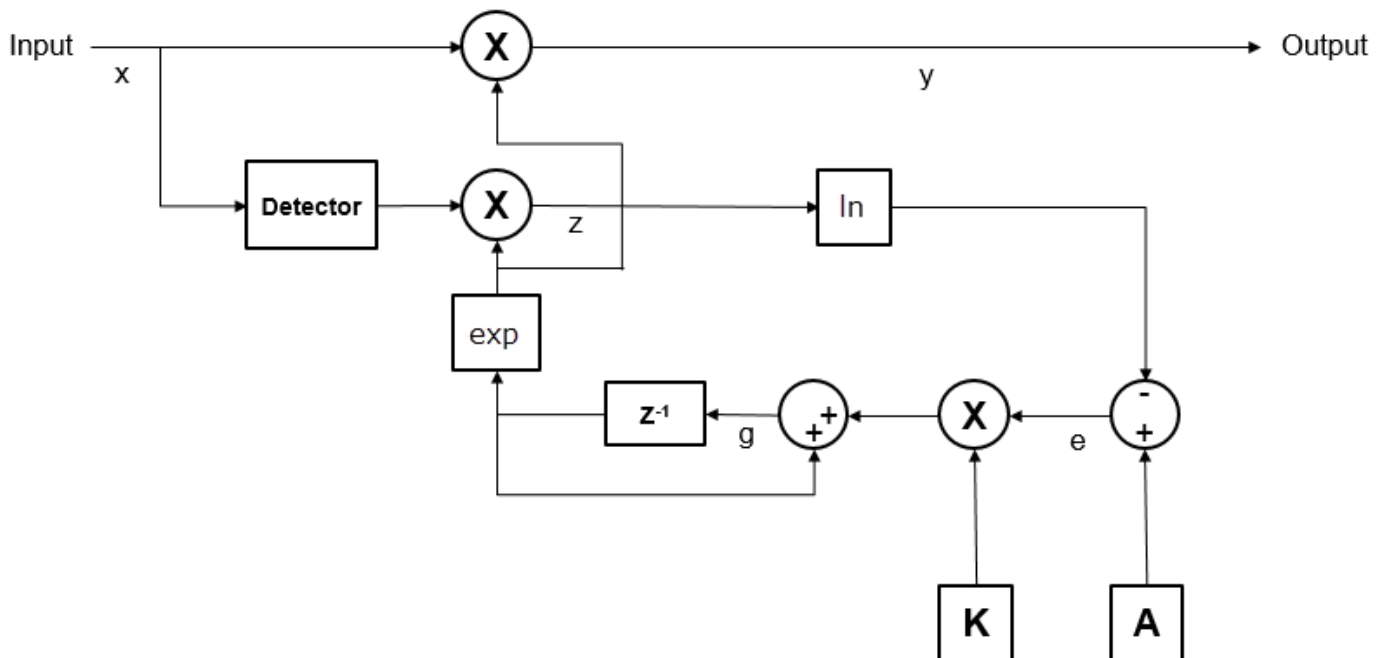 Input
x
X
y
Output
Detector
X
z
ln
exp
z-1
g
+
+
X
e
-
+
K
A